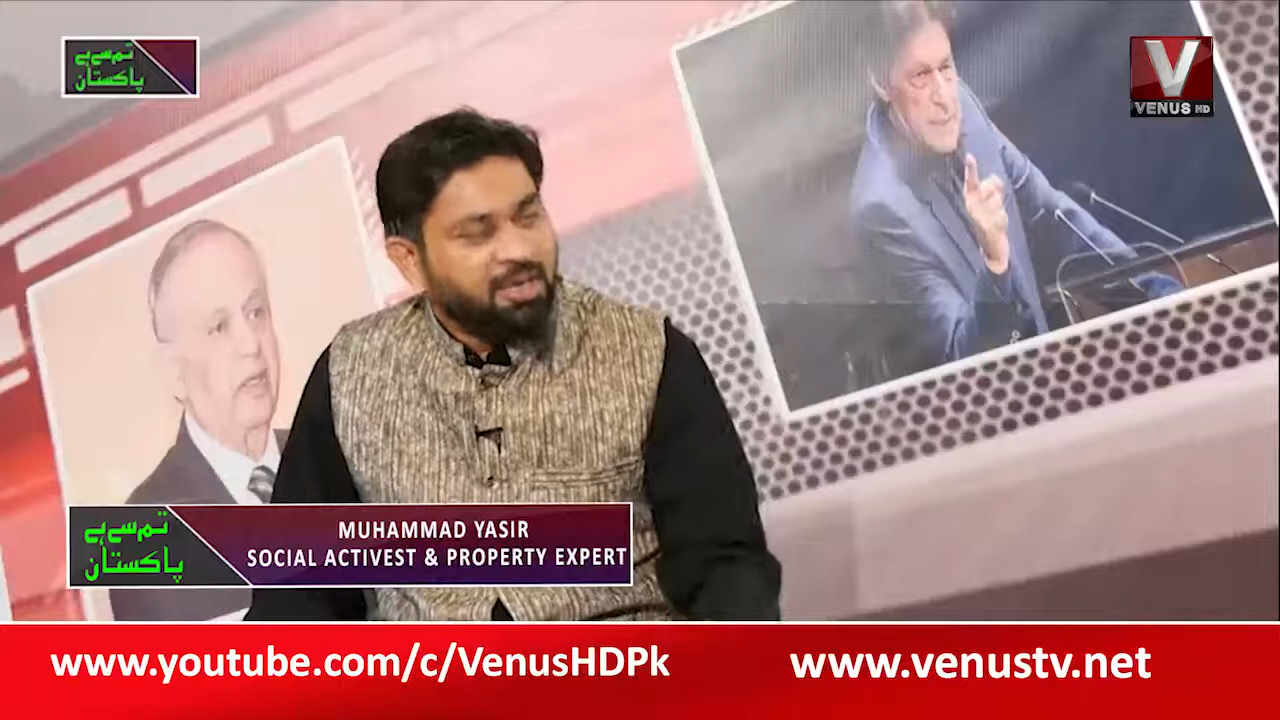 تم سے ہے
پاکستان
V
VENUS HD
تم سے ہے
پاکستان
MUHAMMAD YASIR
SOCIAL ACTIVEST & PROPERTY EXPERT
www.youtube.com/c/VenusHDPk
www.venustv.net